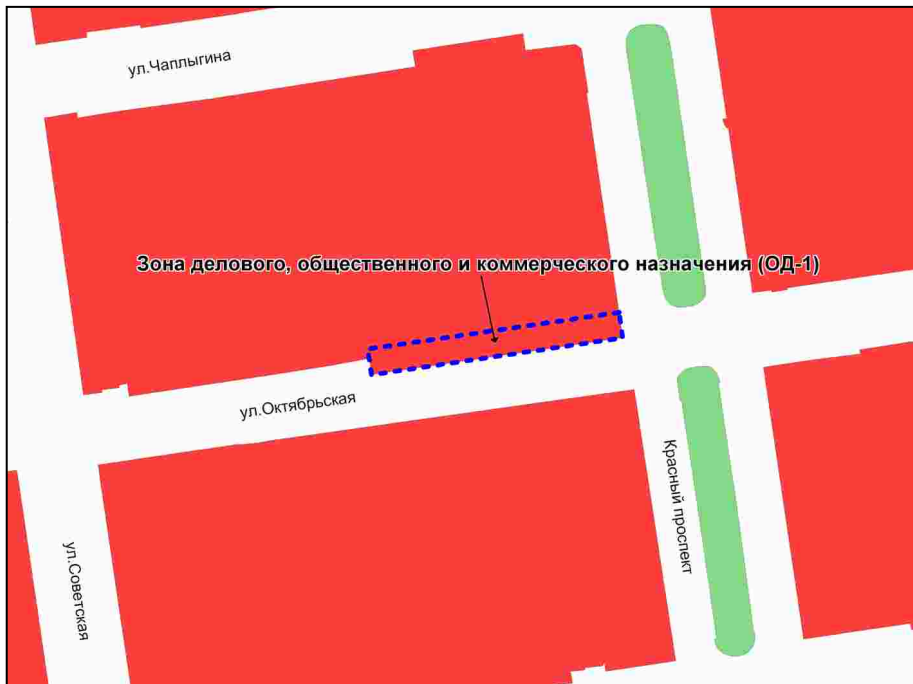 ул.Чаплыгина
Зона делового, общественного и коммерческого назначения (ОД-1)
ул.Октябрьская
Красный проспект
ул.Советская